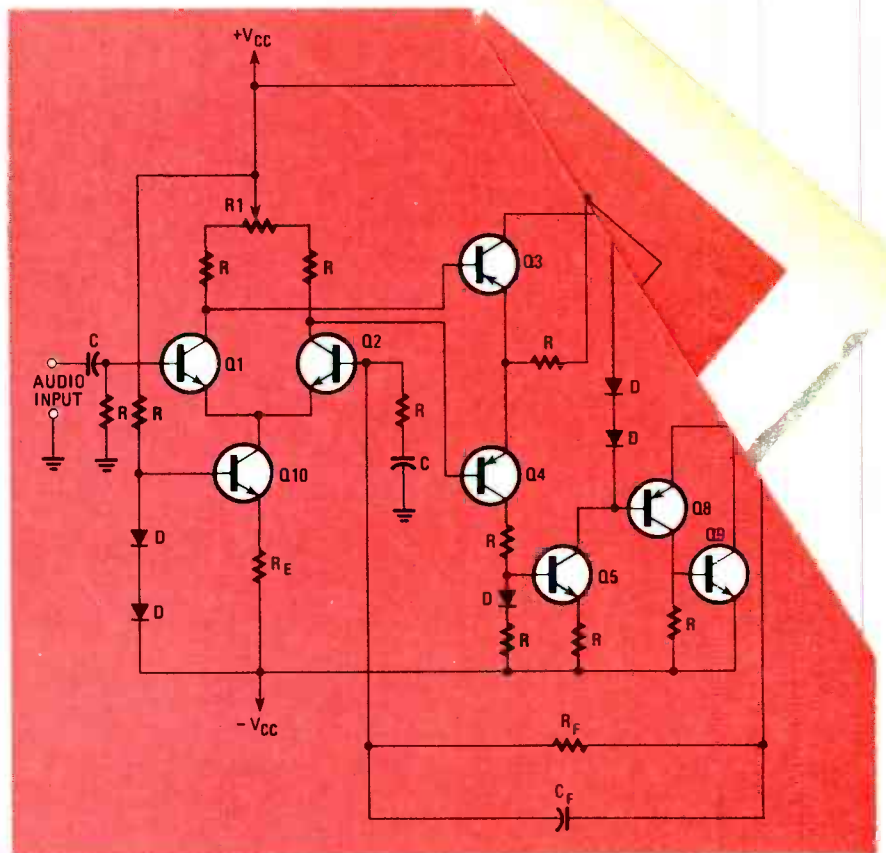 +VCC
R1
R
R
Q3
C
Q1
Q2
AUDIO
INPUT
R
R
R
C
R
D
Q10
D
Q4
Q8
Q9
D
RE
R
Q5
D
D
R
R
R
-VCC
RF
CF